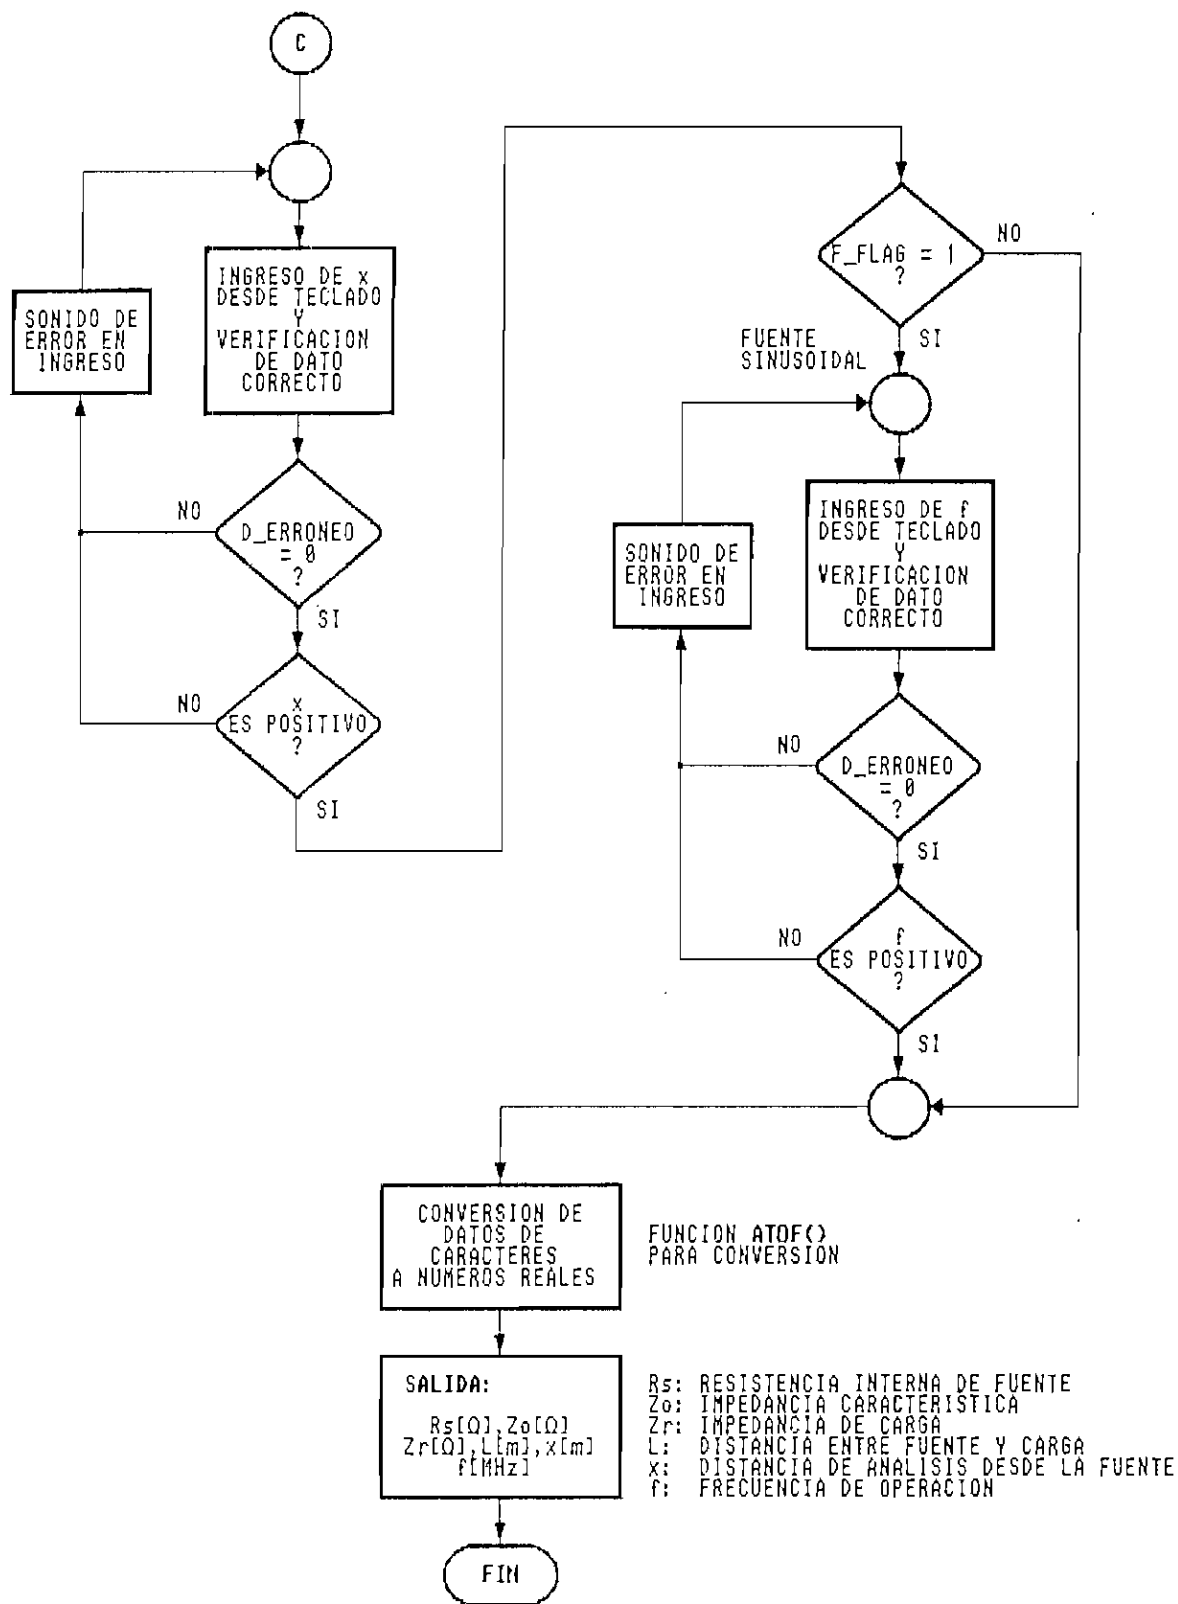 C
INGRESO DE x
DESDE TECLADO
Y
VERIFICACION
DE DATO
CORRECTO
SONIDO DE
ERROR EN
INGRESO
NO
D_ERRONEO
= 0
?
SI
NO
x
ES POSITIVO
?
SI
F_FLAG = 1
?
NO
SI
FUENTE
SINUSOIDAL
INGRESO DE f
DESDE TECLADO
Y
VERIFICACION
DE DATO
CORRECTO
SONIDO DE
ERROR EN
INGRESO
NO
D_ERRONEO
= 0
?
SI
NO
f
ES POSITIVO
?
SI
CONVERSION DE
DATOS DE
CARACTERES
A NUMEROS REALES
FUNCION ATOF()
PARA CONVERSION
SALIDA:
Rs[Ω],Zo[Ω]
Zr[Ω],L[m],x[m]
f[MHz]
Rs: RESISTENCIA INTERNA DE FUENTE
Zo: IMPEDANCIA CARACTERISTICA
Zr: IMPEDANCIA DE CARGA
L: DISTANCIA ENTRE FUENTE Y CARGA
x: DISTANCIA DE ANALISIS DESDE LA FUENTE
f: FRECUENCIA DE OPERACION
FIN